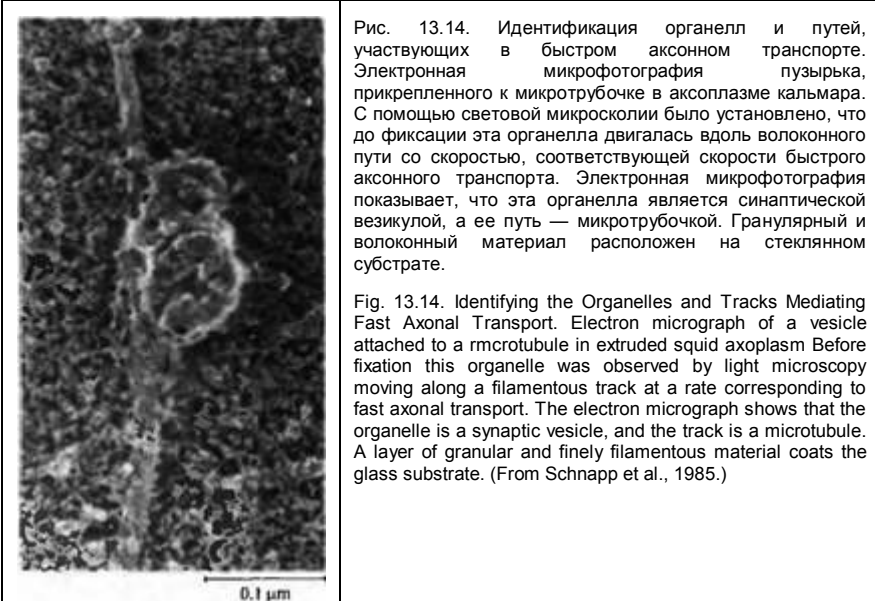 Рис. 13.14. Идентификация органелл и путей,
участвующих в быстром аксонном транспорте.
Электронная микрофотография пузырька,
прикрепленного к микротрубочке в аксоплазме кальмара.
С помощью световой микросколии было установлено, что
до фиксации эта органелла двигалась вдоль волоконного
пути со скоростью, соответствующей скорости быстрого
аксонного транспорта. Электронная микрофотография
показывает, что эта органелла является синаптической
везикулой, а ее путь — микротрубочкой. Гранулярный и
волоконный материал расположен на стеклянном
субстрате.
Fig. 13.14. Identifying the Organelles and Tracks Mediating
Fast Axonal Transport. Electron micrograph of a vesicle
attached to a rmcrotubule in extruded squid axoplasm Before
fixation this organelle was observed by light microscopy
moving along a filamentous track at a rate corresponding to
fast axonal transport. The electron micrograph shows that the
organelle is a synaptic vesicle, and the track is a microtubule.
A layer of granular and finely filamentous material coats the
glass substrate. (From Schnapp et al., 1985.)
0.1 μm